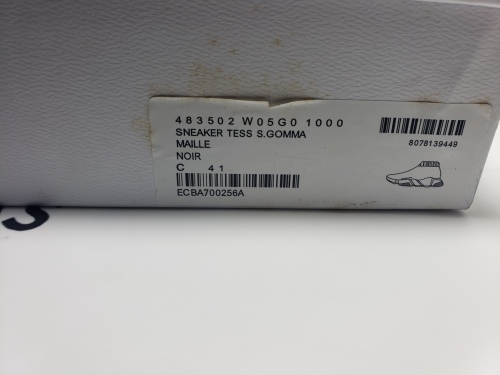 483502 W05G0 1000
SNEAKER TESS S.GOMMA
MAILLE
NOIR
C 41
ECBA700256A
8078139449